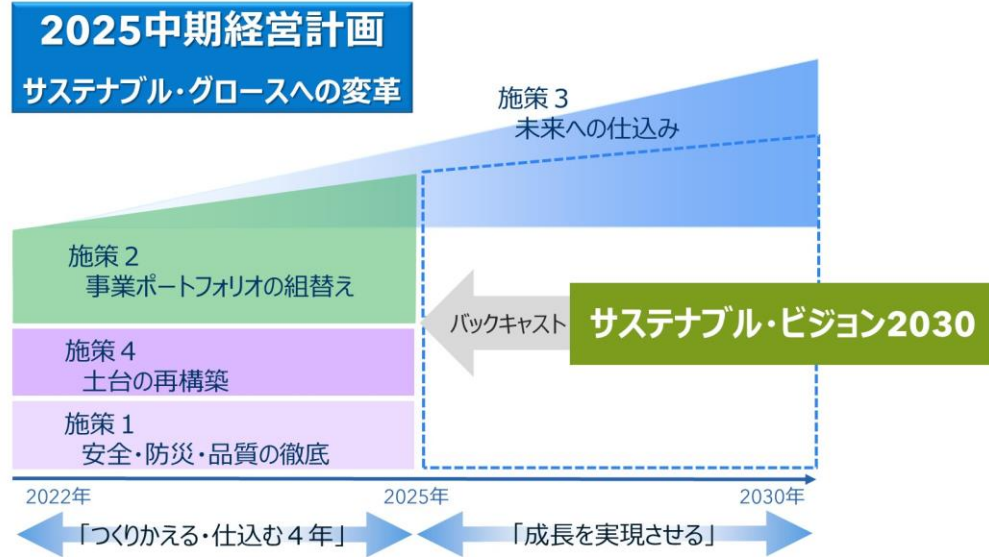 2025中期経営計画
サステナブル・グロースへの変革
施策３
未来への仕込み
施策２
事業ポートフォリオの組替え
バックキャスト
サステナブル・ビジョン2030
施策４
土台の再構築
施策１
安全・防災・品質の徹底
2022年
2025年
2030年
「つくりかえる・仕込む４年」
「成長を実現させる」